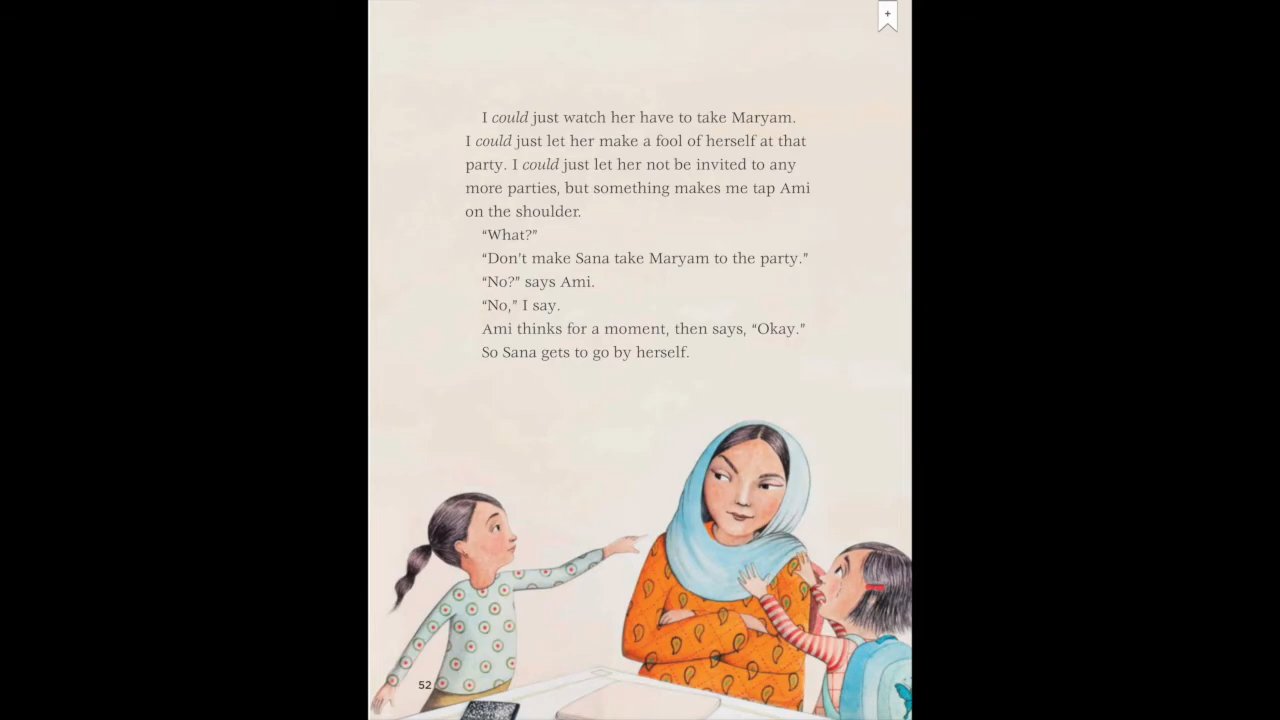 I could just watch her have to take Maryam.
I could just let her make a fool of herself at that
party. I could just let her not be invited to any
more parties, but something makes me tap Ami
on the shoulder.
“What?”
“Don’t make Sana take Maryam to the party.”
“No?” says Ami.
“No,” I say.
Ami thinks for a moment, then says, “Okay.”
So Sana gets to go by herself.
52